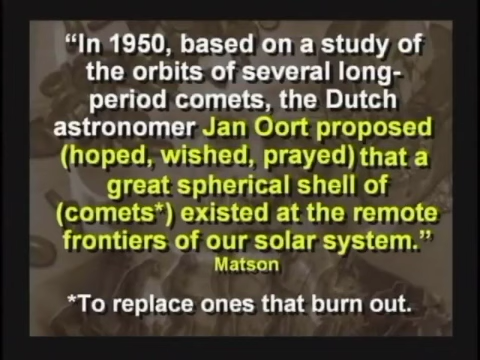 “In 1950, based on a study of
the orbits of several long-
period comets, the Dutch
astronomer Jan Oort proposed
(hoped, wished, prayed) that a
great spherical shell of
(comets*) existed at the remote
frontiers of our solar system.”
Matson
*To replace ones that burn out.